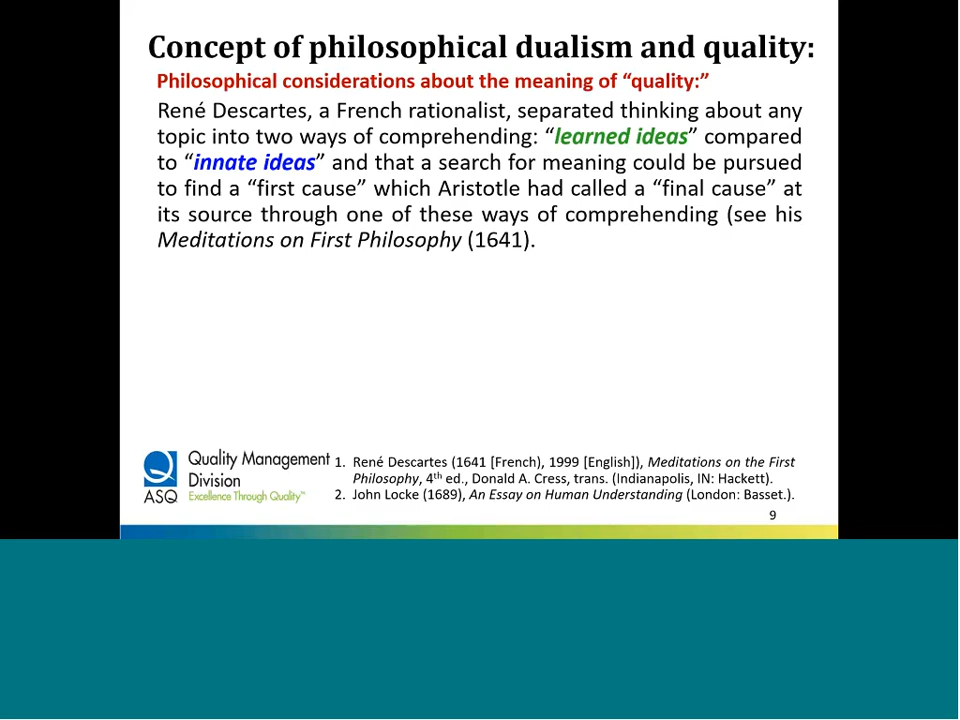 Concept of philosophical dualism and quality:
Philosophical considerations about the meaning of “quality:”
René Descartes, a French rationalist, separated thinking about any
topic into two ways of comprehending: “learned ideas” compared
to “innate ideas” and that a search for meaning could be pursued
to find a “first cause” which Aristotle had called a “final cause” at
its source through one of these ways of comprehending (see his
Meditations on First Philosophy (1641).
Quality Management
Division
Excellence Through Quality™
ASQ
1. René Descartes (1641 [French), 1999 [English]), Meditations on the First
Philosophy, 4th ed., Donald A. Cress, trans. (Indianapolis, IN: Hackett).
2. John Locke (1689), An Essay on Human Understanding (London: Basset.).
9